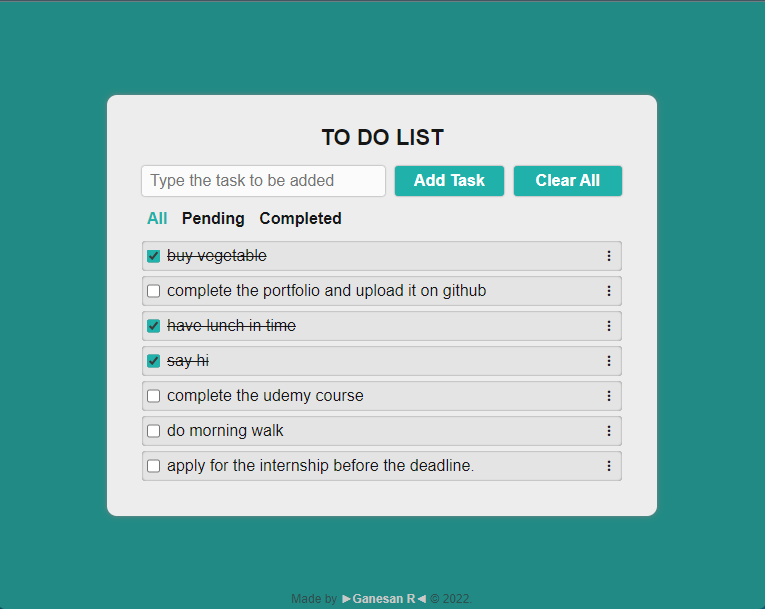 TO DO LIST
Type the task to be added Add Task Clear All
All Pending Completed
buy vegetable
complete the portfolio and upload it on github
have lunch in time
say hi
complete the udemy course
do morning walk
apply for the internship before the deadline.
Made by ►Ganesan R◄ © 2022.